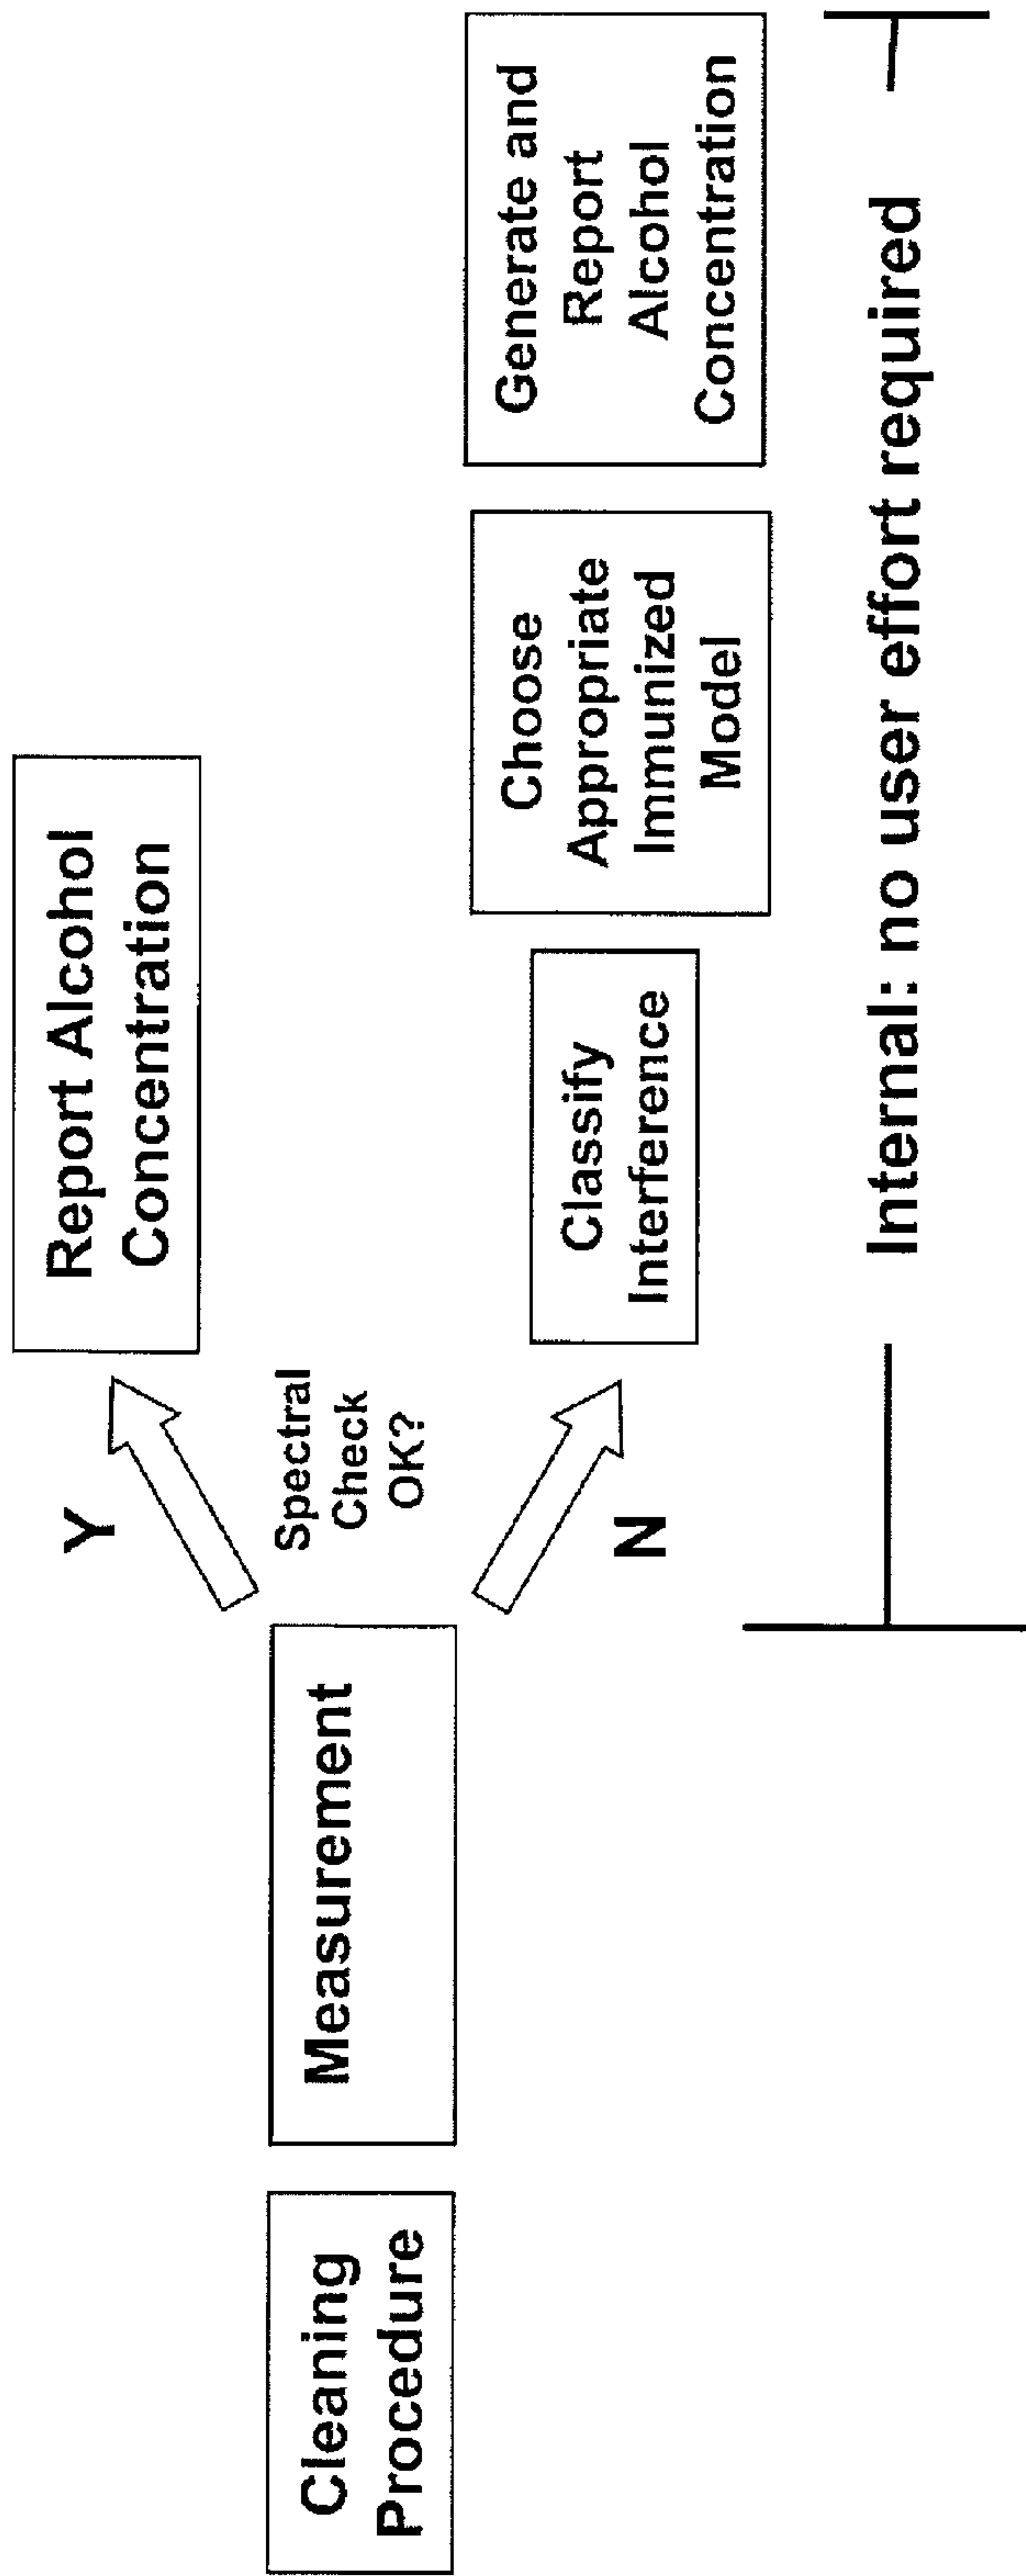 Cleaning
Procedure
Measurement
Y
Spectral
Check
OK?
N
Report Alcohol
Concentration
Classify
Interference
Choose
Appropriate
Immunized
Model
Generate and
Report
Alcohol
Concentration
Internal: no user effort required